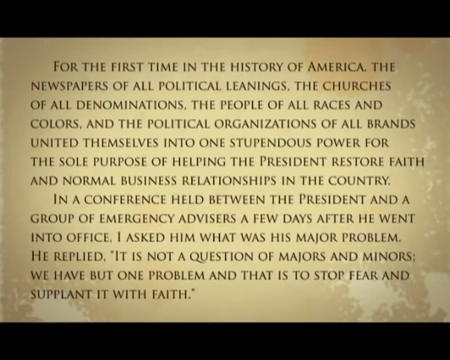 For the first time in the history of America, the
newspapers of all political leanings, the churches
of all denominations, the people of all races and
colors, and the political organizations of all brands
united themselves into one stupendous power for
the sole purpose of helping the President restore faith
and normal business relationships in the country.
In a conference held between the President and a
group of emergency advisers a few days after he went
into office, I asked him what was his major problem.
He replied, "It is not a question of majors and minors;
we have but one problem and that is to stop fear and
supplant it with faith."